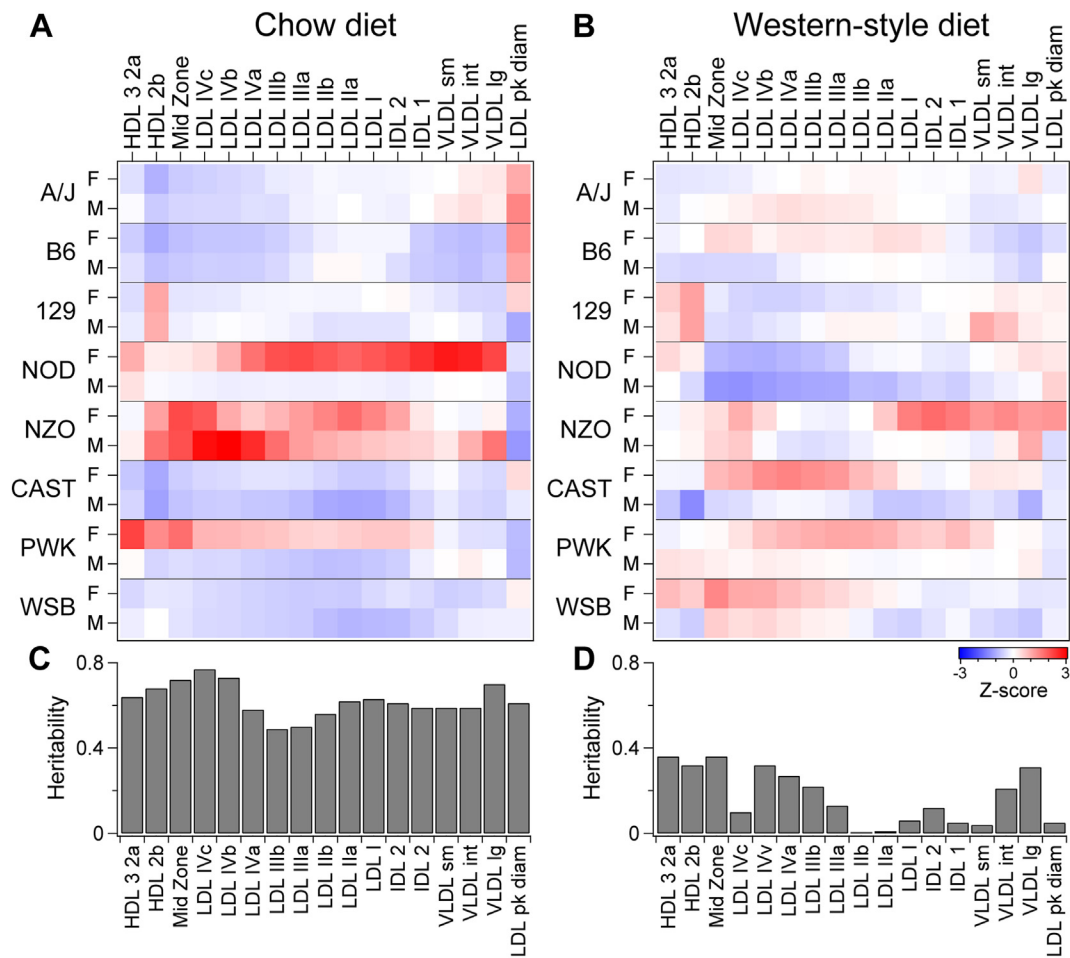 A
Chow diet
HDL 3 2a
HDL 2b
Mid Zone
LDL IVc
LDL IVb
LDL IVa
LDL IIIb
LDL IIIa
LDL IIb
LDL IIa
LDL I
IDL 2
IDL 1
VLDL sm
VLDL int
VLDL lg
LDL pk diam
A/J
F
M
B6
F
M
129
F
M
NOD
F
M
NZO
F
M
CAST
F
M
PWK
F
M
WSB
F
M
B
Western-style diet
HDL 3 2a
HDL 2b
Mid Zone
LDL IVc
LDL IVb
LDL IVa
LDL IIIb
LDL IIIa
LDL IIb
LDL IIa
LDL I
IDL 2
IDL 1
VLDL sm
VLDL int
VLDL lg
LDL pk diam
A/J
F
M
B6
F
M
129
F
M
NOD
F
M
NZO
F
M
CAST
F
M
PWK
F
M
WSB
F
M
C
0.8
0.4
0
Heritability
HDL 3 2a
HDL 2b
Mid Zone
LDL IVc
LDL IVb
LDL IVa
LDL IIIb
LDL IIIa
LDL IIb
LDL IIa
LDL I
IDL 2
IDL 2
VLDL sm
VLDL int
VLDL lg
LDL pk diam
D
0.8
0.4
0
Heritability
-3
0
3
Z-score
HDL 3 2a
HDL 2b
Mid Zone
LDL IVc
LDL IVv
LDL IVa
LDL IIIb
LDL IIIa
LDL IIb
LDL IIa
LDL I
IDL 2
IDL 1
VLDL sm
VLDL int
VLDL lg
LDL pk diam